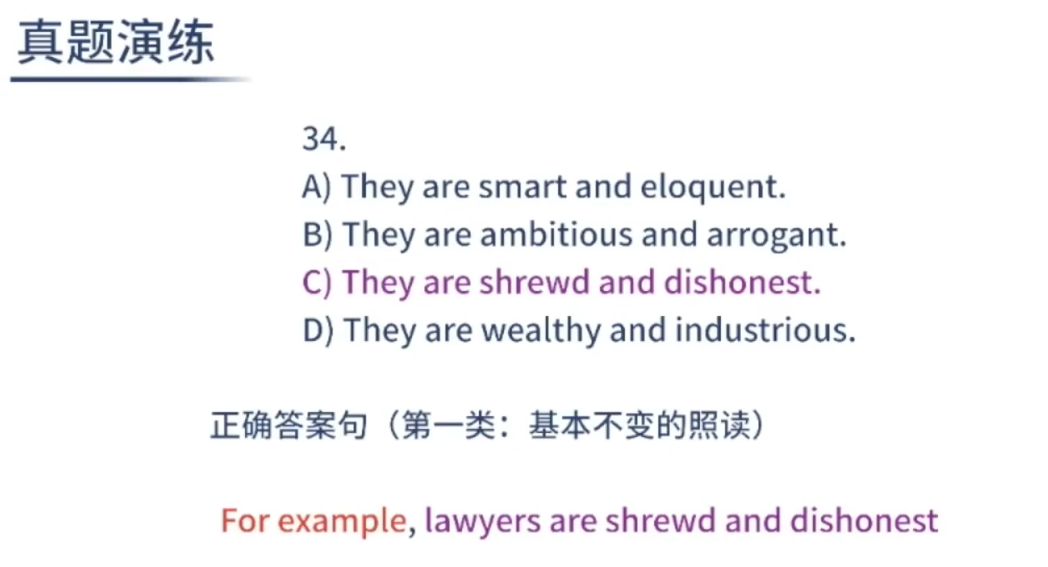 真题演练
34.
A) They are smart and eloquent.
B) They are ambitious and arrogant.
C) They are shrewd and dishonest.
D) They are wealthy and industrious.
正确答案句（第一类：基本不变的照读）
For example, lawyers are shrewd and dishonest